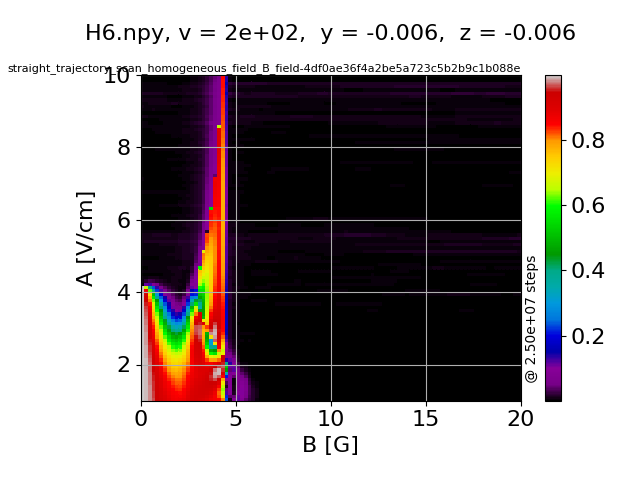 H6.npy, v = 2e+02,  y = -0.006,  z = -0.006
straight_trajectory_scan_homogeneous_field_B_field-4df0ae36f4a2be5a723c5b2b9c1b088e
10
8
6
4
2
A [V/cm]
0
5
10
15
20
B [G]
@ 2.50e+07 steps
0.8
0.6
0.4
0.2